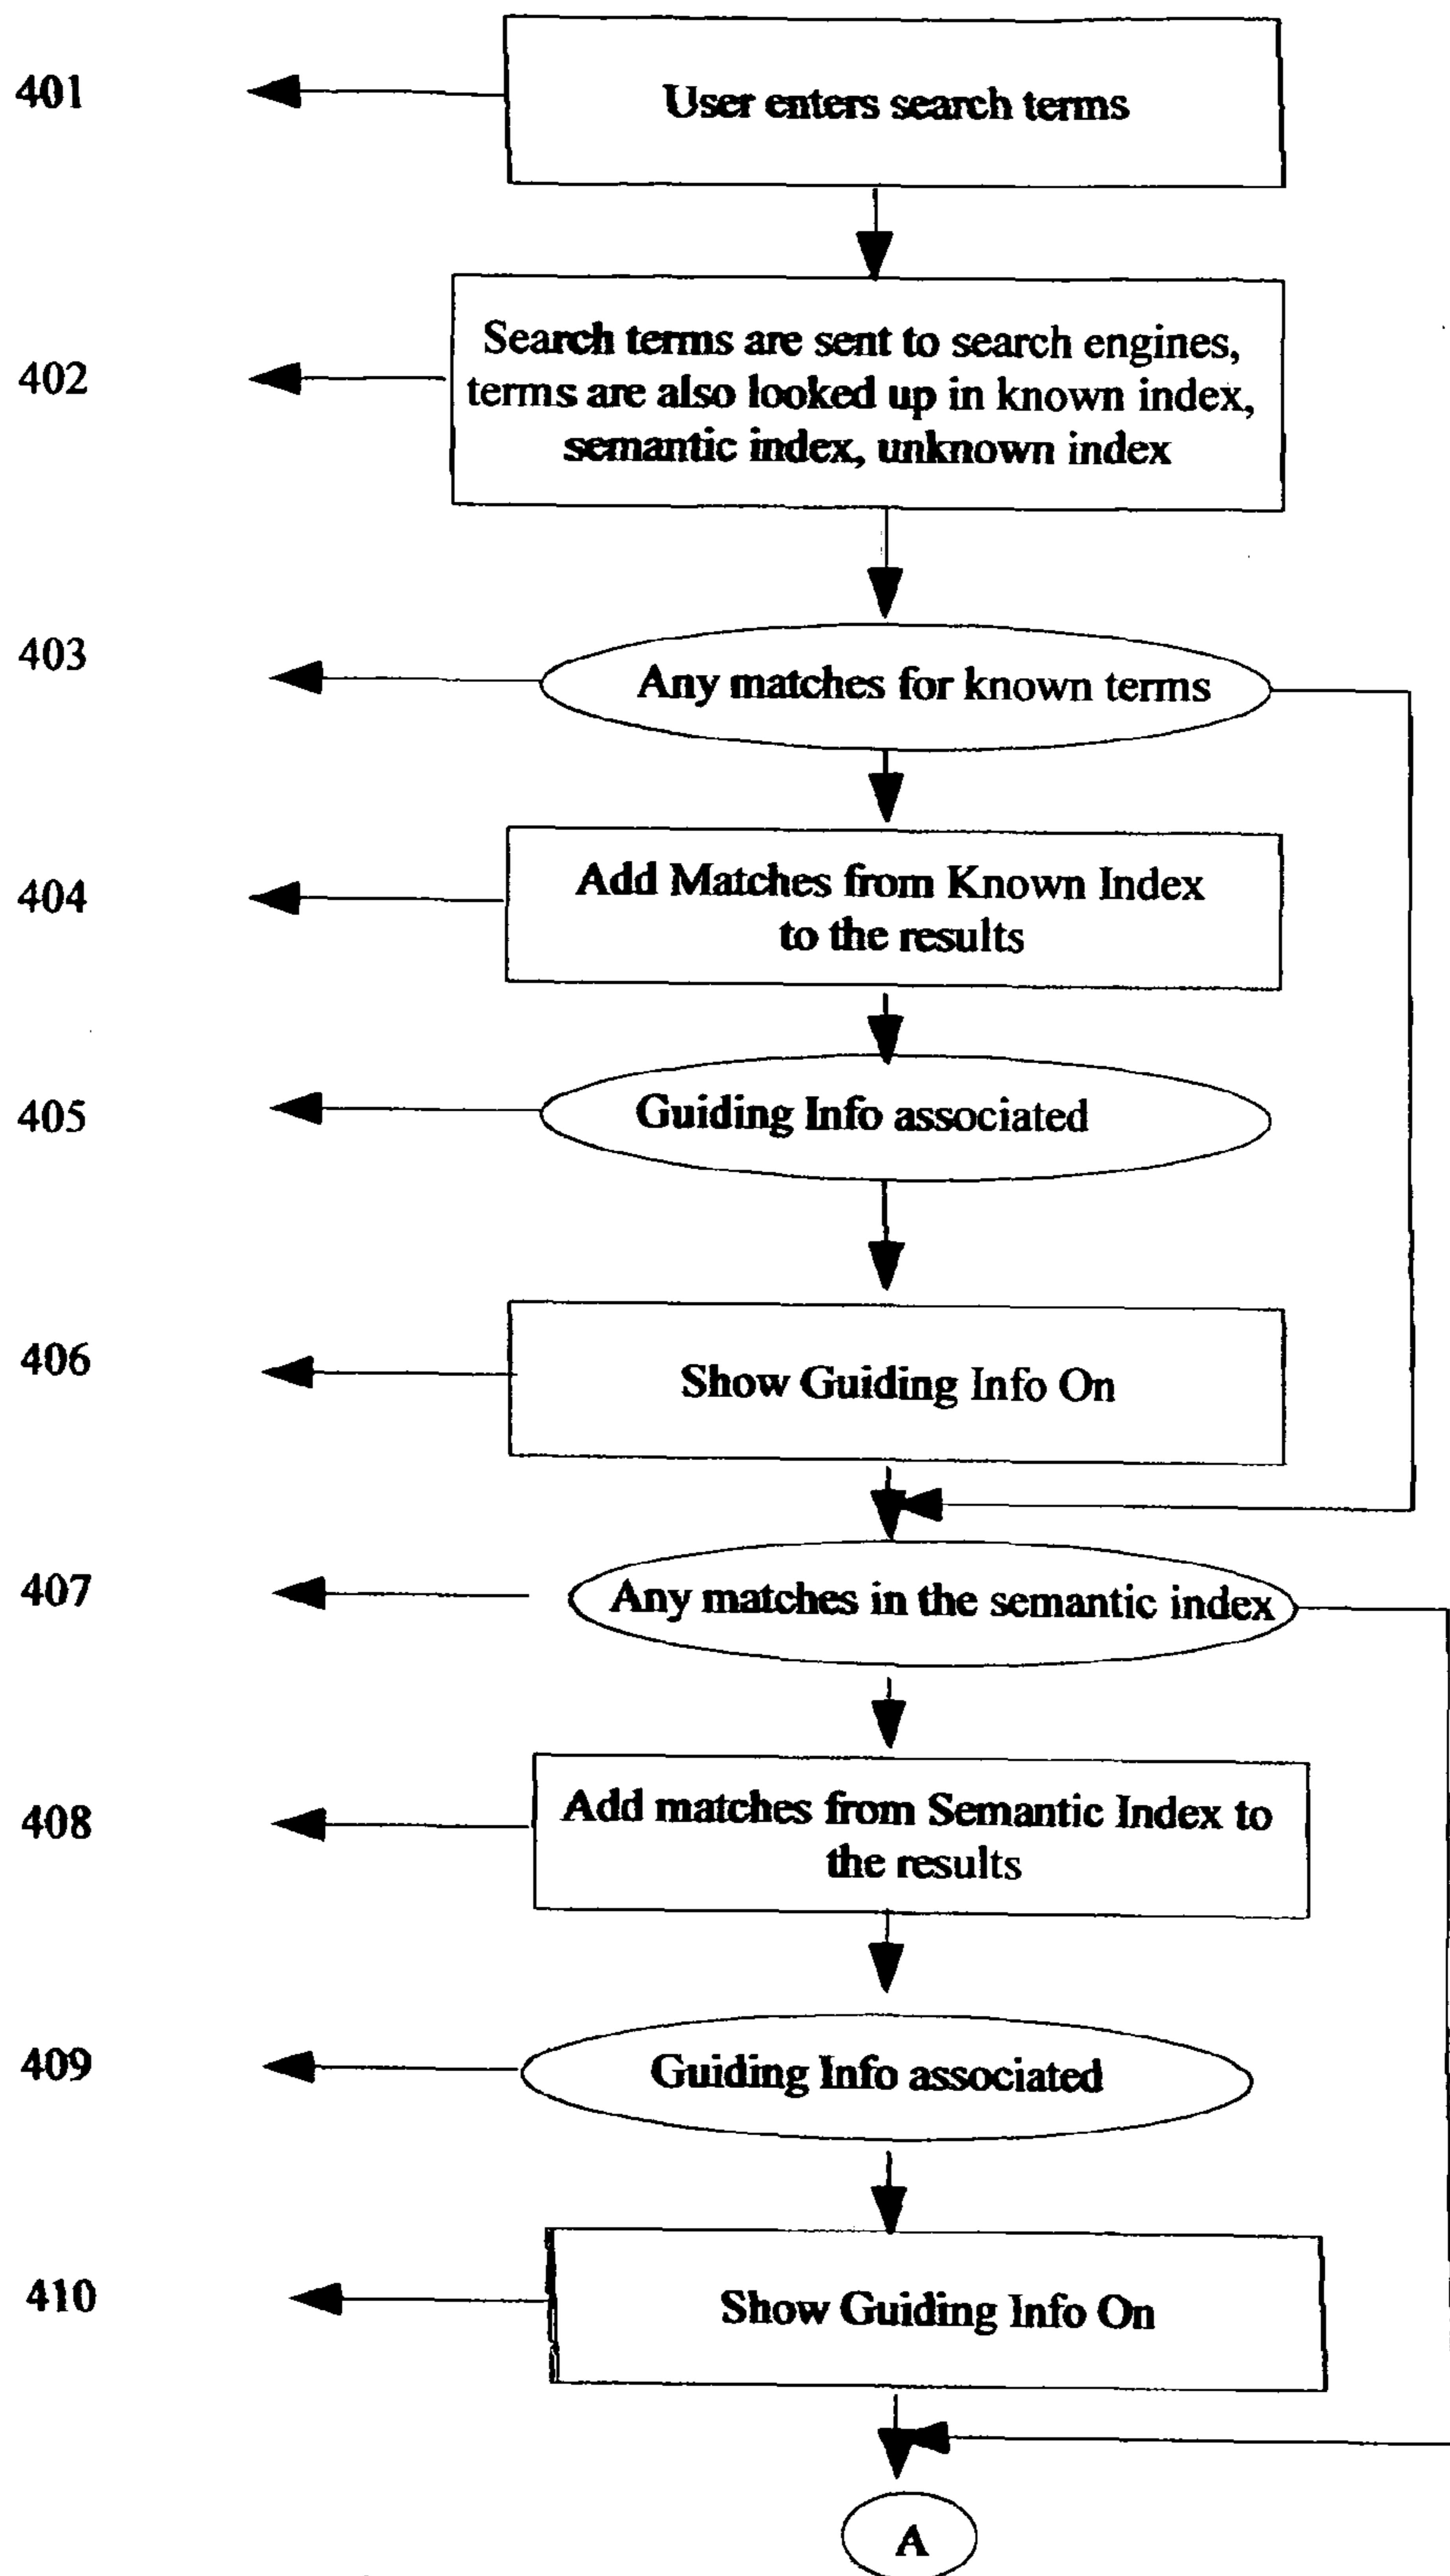 401
User enters search terms
402
Search terms are sent to search engines,
terms are also looked up in known index,
semantic index, unknown index
403
Any matches for known terms
404
Add Matches from Known Index
to the results
405
Guiding Info associated
406
Show Guiding Info On
407
Any matches in the semantic index
408
Add matches from Semantic Index to
the results
409
Guiding Info associated
410
Show Guiding Info On
A